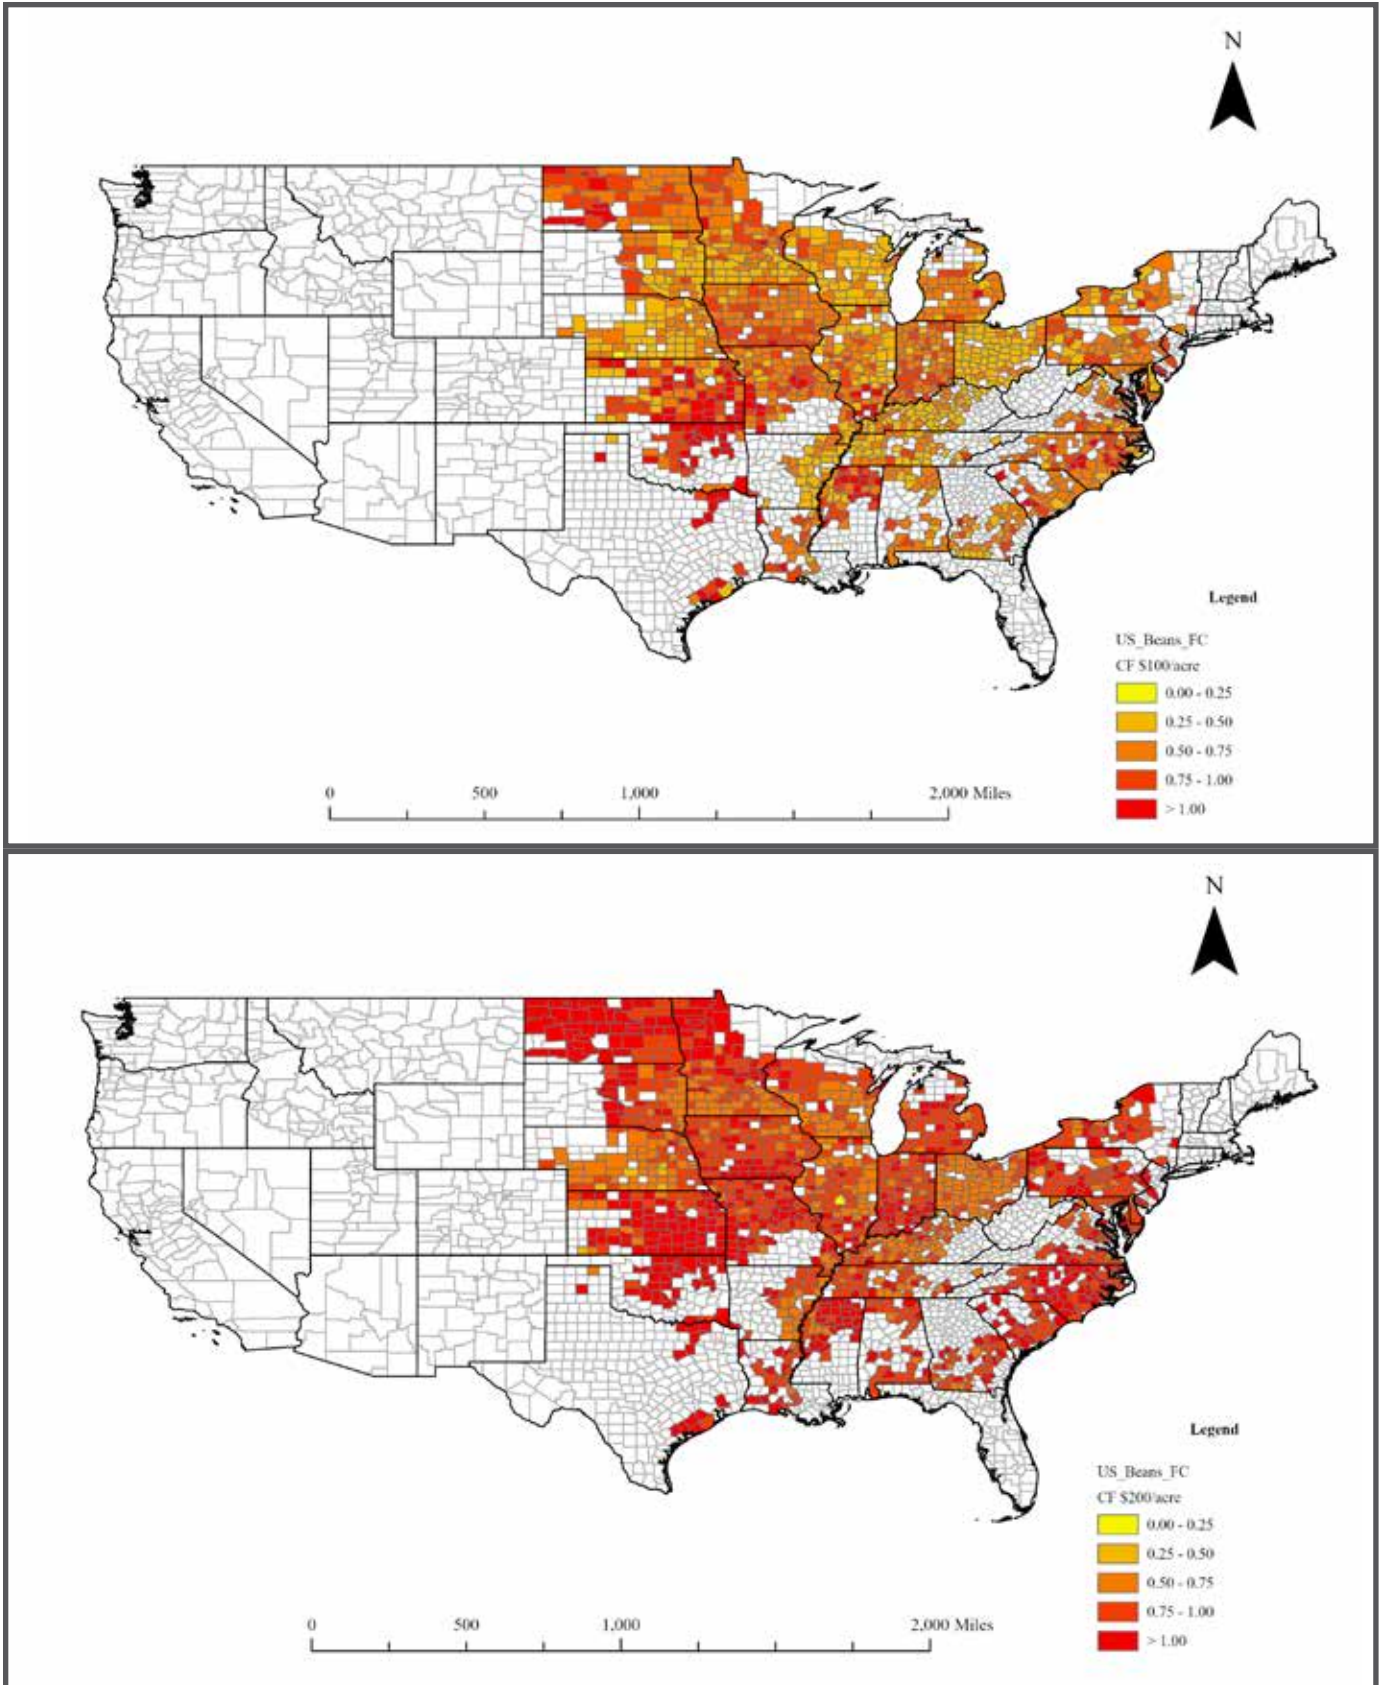 N
Legend
US_Beans_FC
CF $100/acre
0.00 - 0.25
0.25 - 0.50
0.50 - 0.75
0.75 - 1.00
> 1.00
0 500 1,000 2,000 Miles
N
Legend
US_Beans_FC
CF $200/acre
0.00 - 0.25
0.25 - 0.50
0.50 - 0.75
0.75 - 1.00
> 1.00
0 500 1,000 2,000 Miles